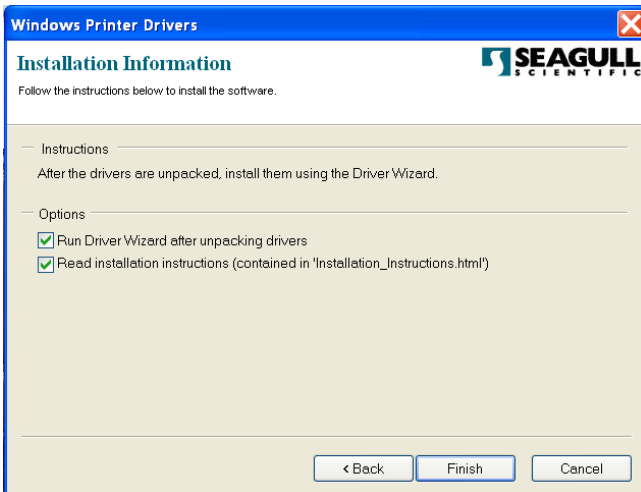 Windows Printer Drivers
Installation Information
SEAGULL
SCIENTIFIC
Follow the instructions below to install the software.
Instructions
After the drivers are unpacked, install them using the Driver Wizard.
Options
Run Driver Wizard after unpacking drivers
Read installation instructions (contained in 'Installation_Instructions.html')
< Back
Finish
Cancel